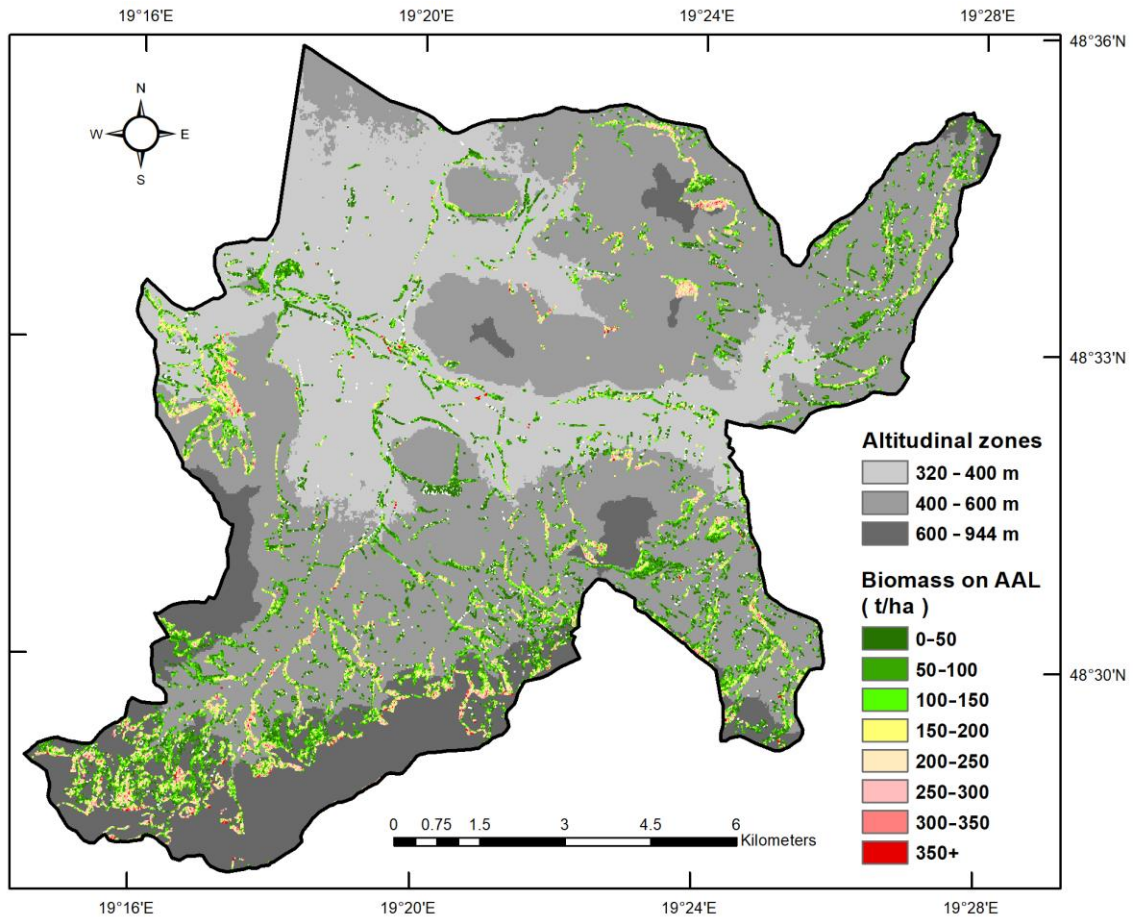 19°16'E 19°20'E 19°24'E 19°28'E
48°36'N
N
W E
S
48°33'N
Altitudinal zones
320 - 400 m
400 - 600 m
600 - 944 m
Biomass on AAL
( t/ha )
0-50
50-100
48°30'N
100-150
150-200
200-250
250-300
0 0.75 1.5 3 4.5 6
Kilometers
300-350
350+
19°16'E 19°20'E 19°24'E 19°28'E